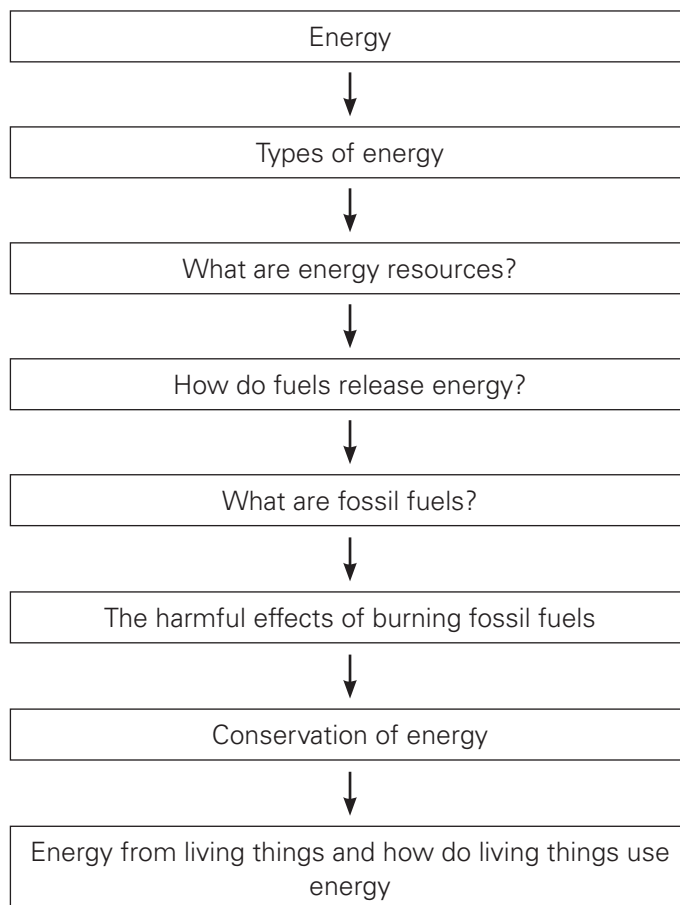 Energy
Types of energy
What are energy resources?
How do fuels release energy?
What are fossil fuels?
The harmful effects of burning fossil fuels
Conservation of energy
Energy from living things and how do living things use
energy